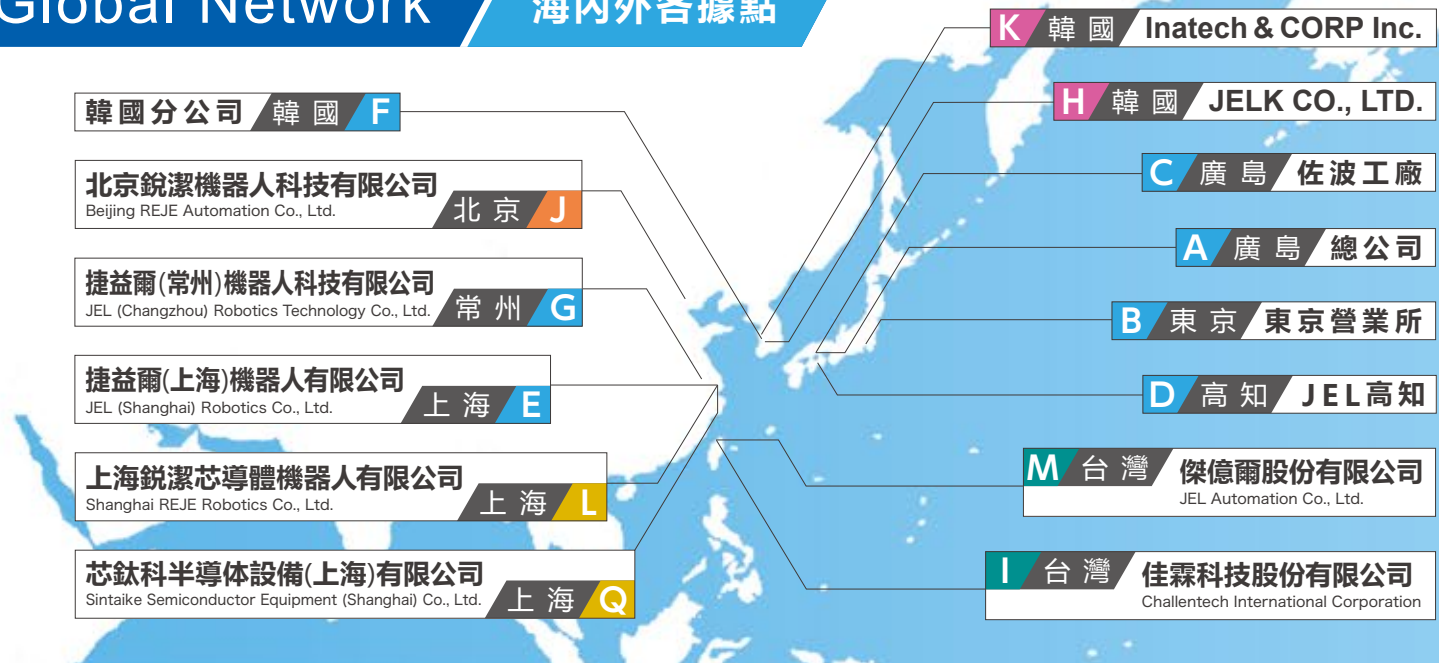 Global Network
海內外各據點
韓國分公司 韓國 F
北京銳潔機器人科技有限公司
Beijing REJE Automation Co., Ltd.
北京 J
捷益爾(常州)機器人科技有限公司
JEL (Changzhou) Robotics Technology Co., Ltd.
常州 G
捷益爾(上海)機器人有限公司
JEL (Shanghai) Robotics Co., Ltd.
上海 E
上海銳潔芯導體機器人有限公司
Shanghai REJE Robotics Co., Ltd.
上海 L
芯鈦科半導体設備(上海)有限公司
Sintaike Semiconductor Equipment (Shanghai) Co., Ltd.
上海 Q
K 韓國 Inatech & CORP Inc.
H 韓國 JELK CO., LTD.
C 廣島 佐波工廠
A 廣島 總公司
B 東京 東京營業所
D 高知 JEL高知
M 台灣 傑億爾股份有限公司
JEL Automation Co., Ltd.
I 台灣 佳霖科技股份有限公司
Challentech International Corporation